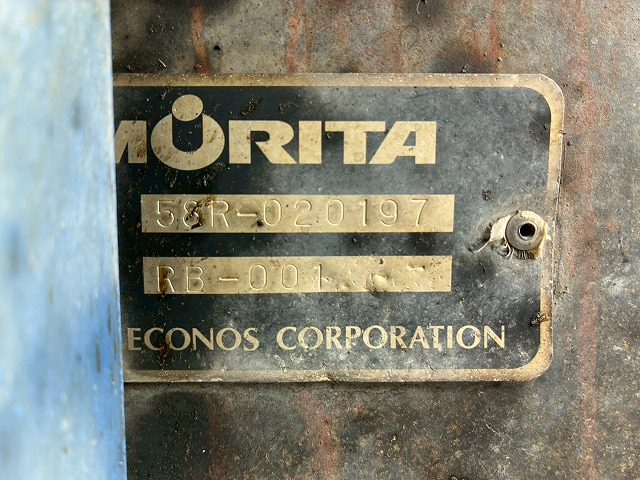 MORITA
58R-020197
RB-001
ECONOS CORPORATION